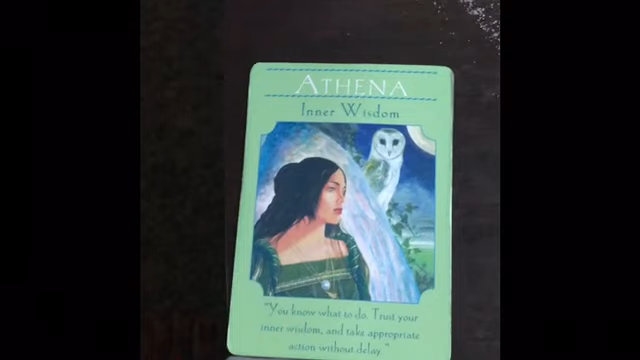 ATHENA
Inner Wisdom
"You know what to do. Trust your
inner wisdom, and take appropriate
action without delay."